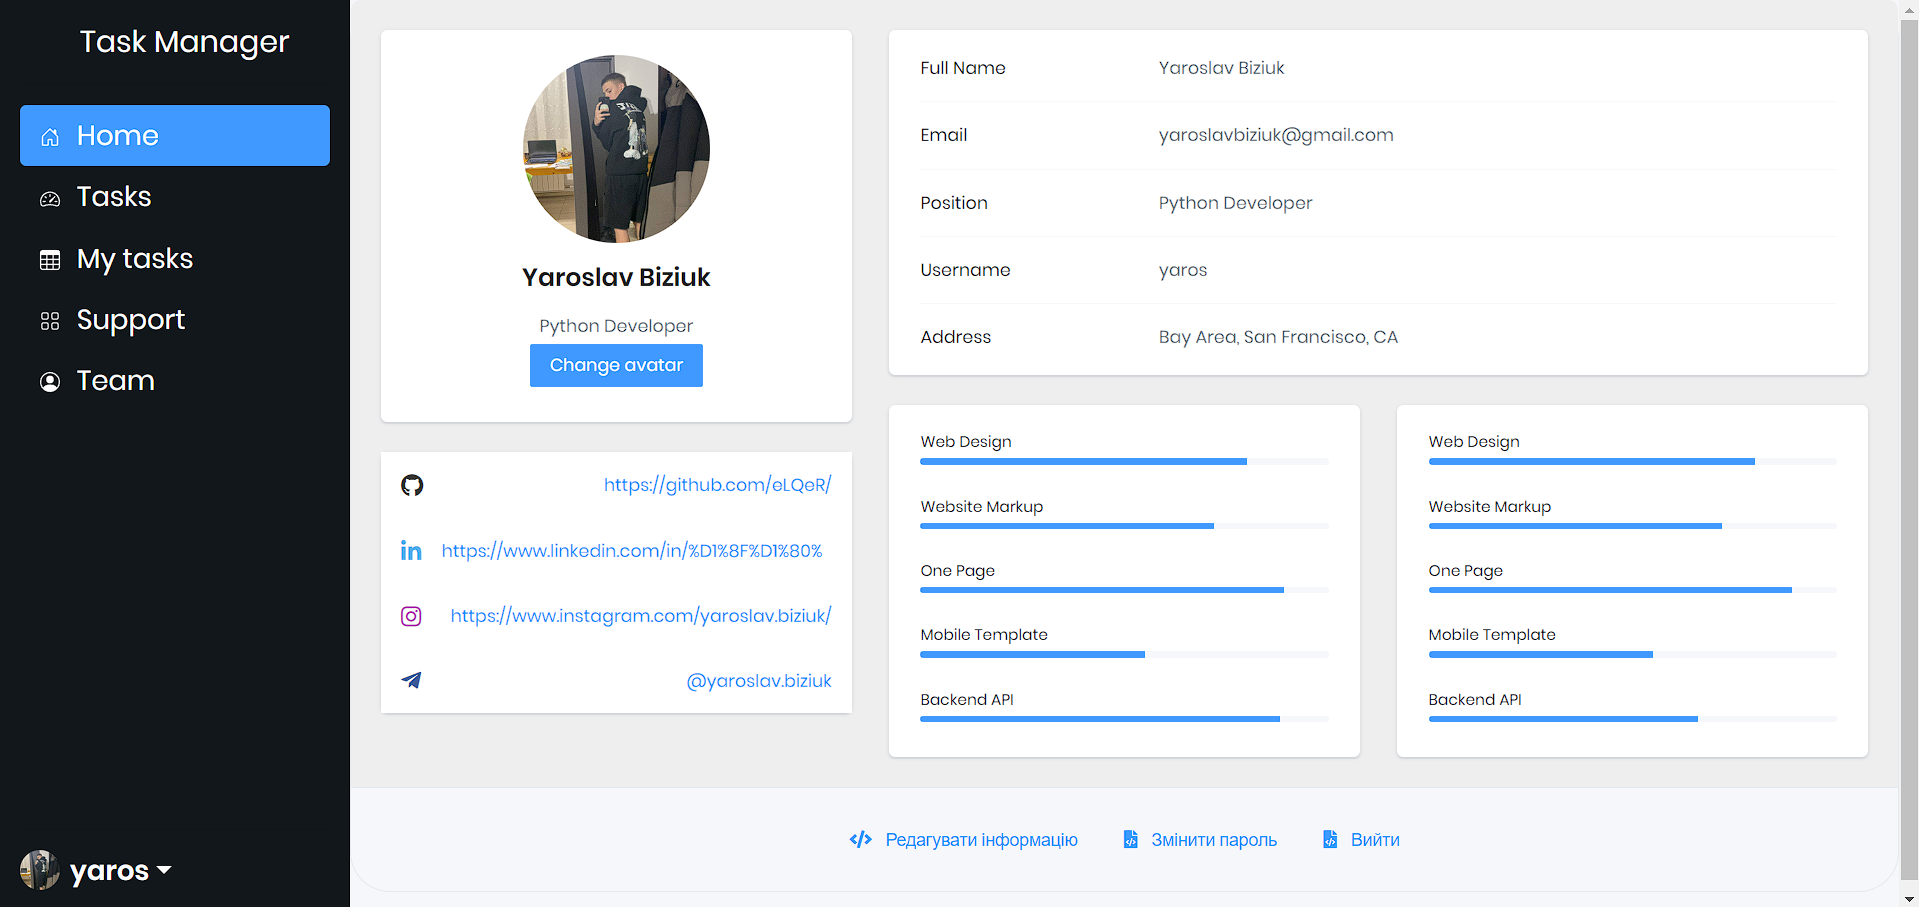 Task Manager
Home
Tasks
My tasks
Support
Team
yaros
Yaroslav Biziuk
Python Developer
Change avatar
https://github.com/eLQeR/
https://www.linkedin.com/in/%D1%8F%D1%80%
https://www.instagram.com/yaroslav.biziuk/
@yaroslav.biziuk
Full Name Yaroslav Biziuk
Email yaroslavbiziuk@gmail.com
Position Python Developer
Username yaros
Address Bay Area, San Francisco, CA
Web Design
Website Markup
One Page
Mobile Template
Backend API
Web Design
Website Markup
One Page
Mobile Template
Backend API
Редагувати інформацію Змінити пароль Вийти